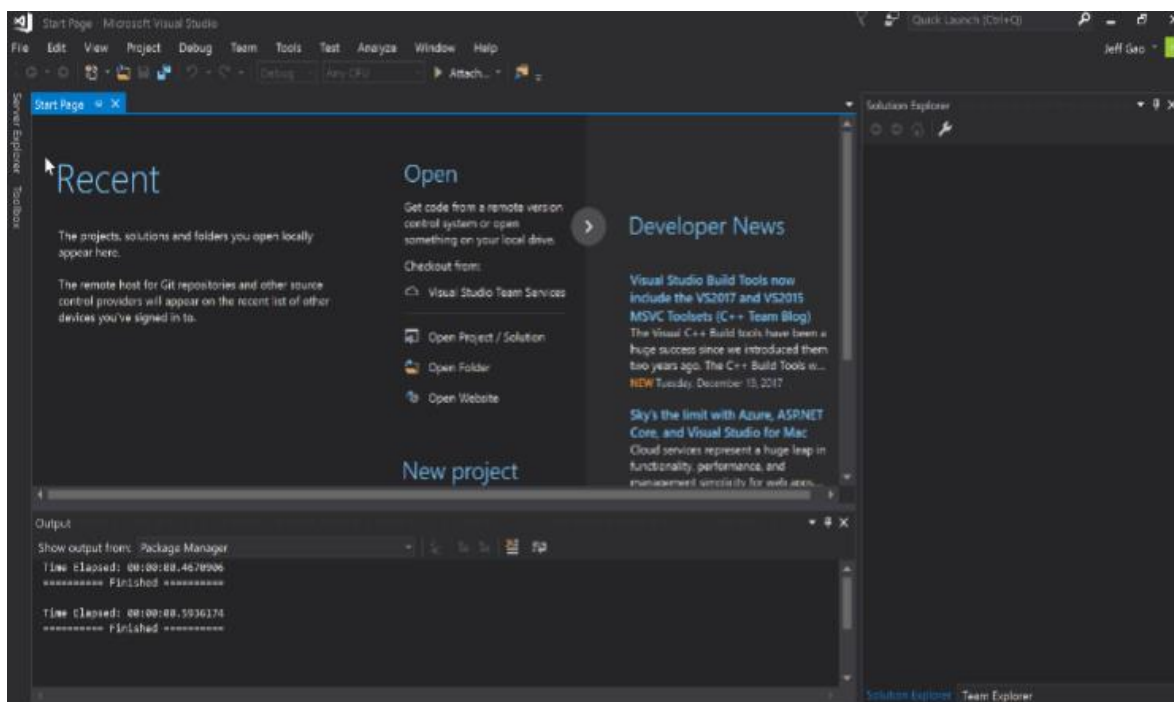 Start Page - Microsoft Visual Studio
Quick Launch (Ctrl+Q)
File Edit View Project Debug Team Tools Test Analyze Window Help
Jeff Gao
Debug Any CPU Attach...
Server Explorer
Toolbox
Start Page
Recent
The projects, solutions and folders you open locally
appear here.
The remote host for Git repositories and other source
control providers will appear on the recent list of other
devices you've signed in to.
Open
Get code from a remote version
control system or open
something on your local drive.
Checkout from:
Visual Studio Team Services
Open Project / Solution
Open Folder
Open Website
New project
Developer News
Visual Studio Build Tools now
include the VS2017 and VS2015
MSVC Toolsets (C++ Team Blog)
The Visual C++ Build tools have been a
huge success since we introduced them
two years ago. The C++ Build Tools w...
NEW Tuesday, December 2017
Sky's the limit with Azure, ASP.NET
Core, and Visual Studio for Mac
Cloud services represent a huge leap in
functionality, performance, and
management simplicity for web apps...
Solution Explorer
Output
Show output from: Package Manager
Time Elapsed: 00:00:00.4670906
========== Finished ==========
Time Elapsed: 00:00:00.5936174
========== Finished ==========
Solution Explorer Team Explorer